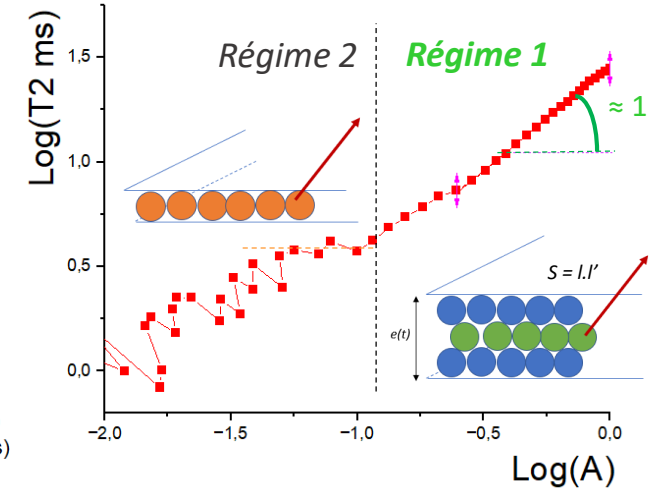 Régime 2
Régime 1
Log(T2 ms)
1,5
1,0
0,5
0,0
≈ 1
S = l.l’
e(t)
−2,0
−1,5
−1,0
−0,5
0,0
Log(A)
)